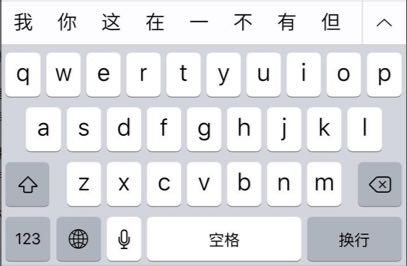 我 你 这 在 一 不 有 但
q w e r t y u i o p
a s d f g h j k l
z x c v b n m
123 空格 换行